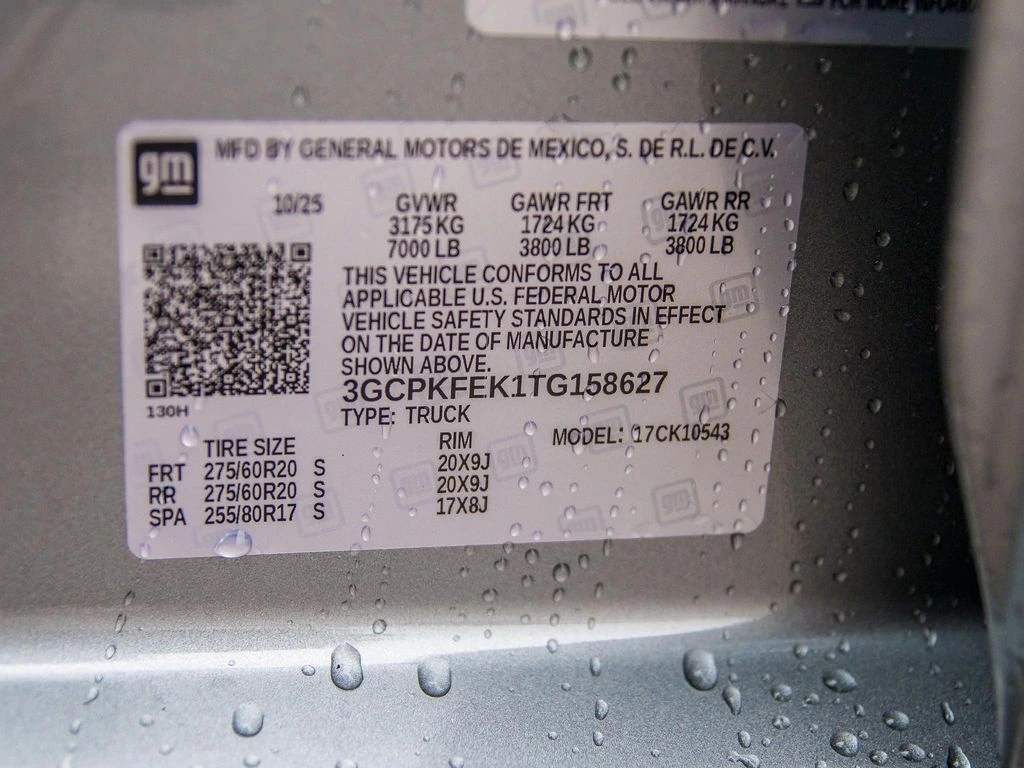 FOR MORE INFORMA
gm MFD BY GENERAL MOTORS DE MEXICO, S. DE R.L. DE C.V.
10/25 GVWR GAWR FRT GAWR RR
3175 KG 1724 KG 1724 KG
7000 LB 3800 LB 3800 LB
THIS VEHICLE CONFORMS TO ALL
APPLICABLE U.S. FEDERAL MOTOR
VEHICLE SAFETY STANDARDS IN EFFECT
ON THE DATE OF MANUFACTURE
SHOWN ABOVE.
3GCPKFEK1TG158627
130H
TYPE: TRUCK
TIRE SIZE RIM MODEL: 17CK10543
FRT 275/60R20 S 20X9J
RR 275/60R20 S 20X9J
SPA 255/80R17 S 17X8J